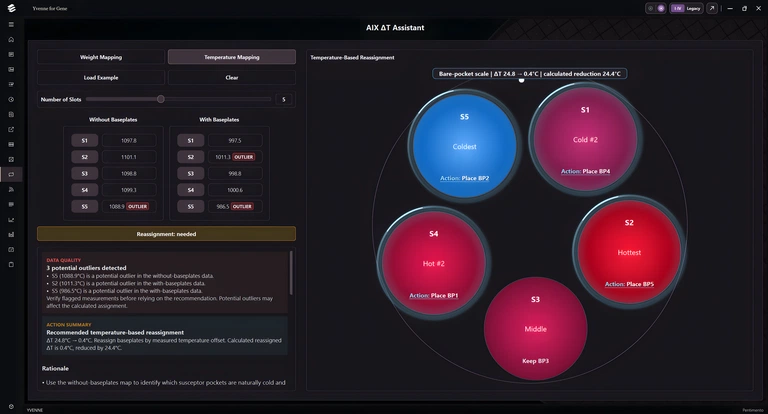 Yvenne for Gene
I-IV Legacy
AIX ΔT Assistant
Weight Mapping
Temperature Mapping
Load Example
Clear
Number of Slots
5
Without Baseplates
S1 1097.8
S2 1101.1
S3 1098.8
S4 1099.3
S5 1088.9 OUTLIER
With Baseplates
S1 997.5
S2 1011.3 OUTLIER
S3 998.8
S4 1000.6
S5 986.5 OUTLIER
Reassignment: needed
DATA QUALITY
3 potential outliers detected
• S5 (1088.9°C) is a potential outlier in the without-baseplates data.
• S2 (1011.3°C) is a potential outlier in the with-baseplates data.
• S5 (986.5°C) is a potential outlier in the with-baseplates data.
Verify flagged measurements before relying on the recommendation. Potential outliers may
affect the calculated assignment.
ACTION SUMMARY
Recommended temperature-based reassignment
ΔT 24.8°C → 0.4°C. Reassign baseplates by measured temperature offset. Calculated reassigned
ΔT is 0.4°C, reduced by 24.4°C.
Rationale
• Use the without-baseplates map to identify which susceptor pockets are naturally cold and
Temperature-Based Reassignment
Bare-pocket scale | ΔT 24.8 → 0.4°C | calculated reduction 24.4°C
S5
Coldest
Action: Place BP2
S1
Cold #2
Action: Place BP4
S4
Hot #2
Action: Place BP1
S2
Hottest
Action: Place BP5
S3
Middle
Keep BP3
YVENNE